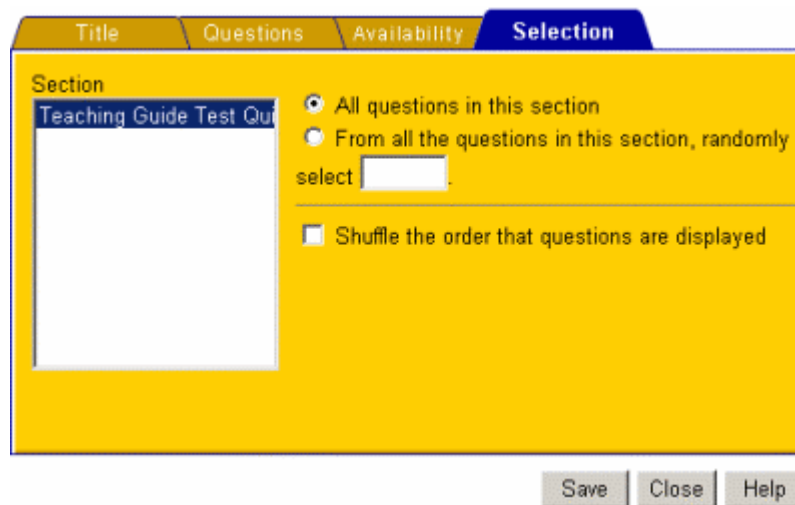 Title Questions Availability Selection
Section
Teaching Guide Test Qui
All questions in this section
From all the questions in this section, randomly
select .
Shuffle the order that questions are displayed
Save Close Help